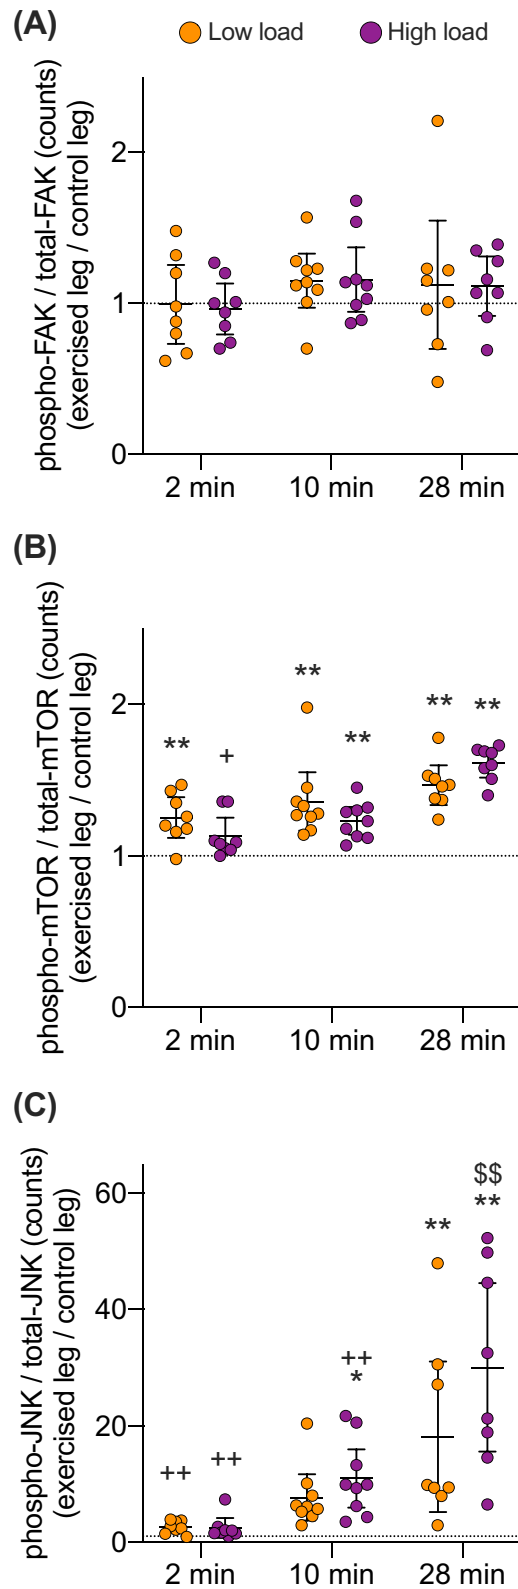 (A)
Low load
High load
phospho-FAK / total-FAK (counts)
(exercised leg / control leg)
2
1
0
2 min
10 min
28 min
(B)
phospho-mTOR / total-mTOR (counts)
(exercised leg / control leg)
2
1
0
**
+
**
**
**
**
2 min
10 min
28 min
(C)
phospho-JNK / total-JNK (counts)
(exercised leg / control leg)
60
40
20
0
++
++
++
*
**
$$
**
2 min
10 min
28 min